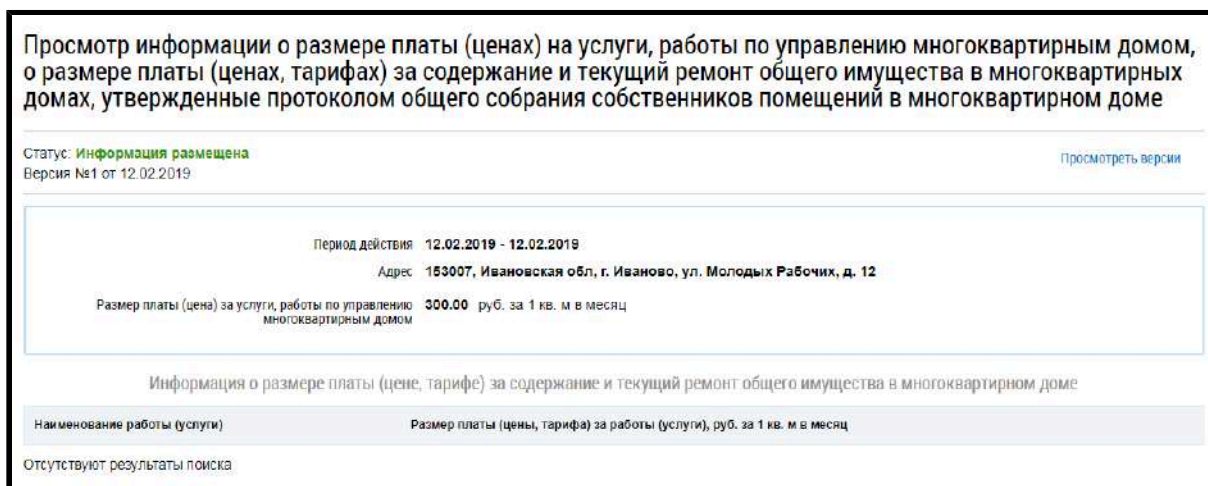 Просмотр информации о размере платы (ценах) на услуги, работы по управлению многоквартирным домом,
о размере платы (ценах, тарифах) за содержание и текущий ремонт общего имущества в многоквартирных
домах, утвержденные протоколом общего собрания собственников помещений в многоквартирном доме
Статус: Информация размещена
Просмотреть версии
Версия №1 от 12.02.2019
Период действия 12.02.2019 - 12.02.2019
Адрес 153007, Ивановская обл, г. Иваново, ул. Молодых Рабочих, д. 12
Размер платы (цена) за услуги, работы по управлению 300.00 руб. за 1 кв. м в месяц
многоквартирным домом
Информация о размере платы (цене, тарифе) за содержание и текущий ремонт общего имущества в многоквартирном доме
Наименование работы (услуги) Размер платы (цены, тарифа) за работы (услуги), руб. за 1 кв. м в месяц
Отсутствуют результаты поиска